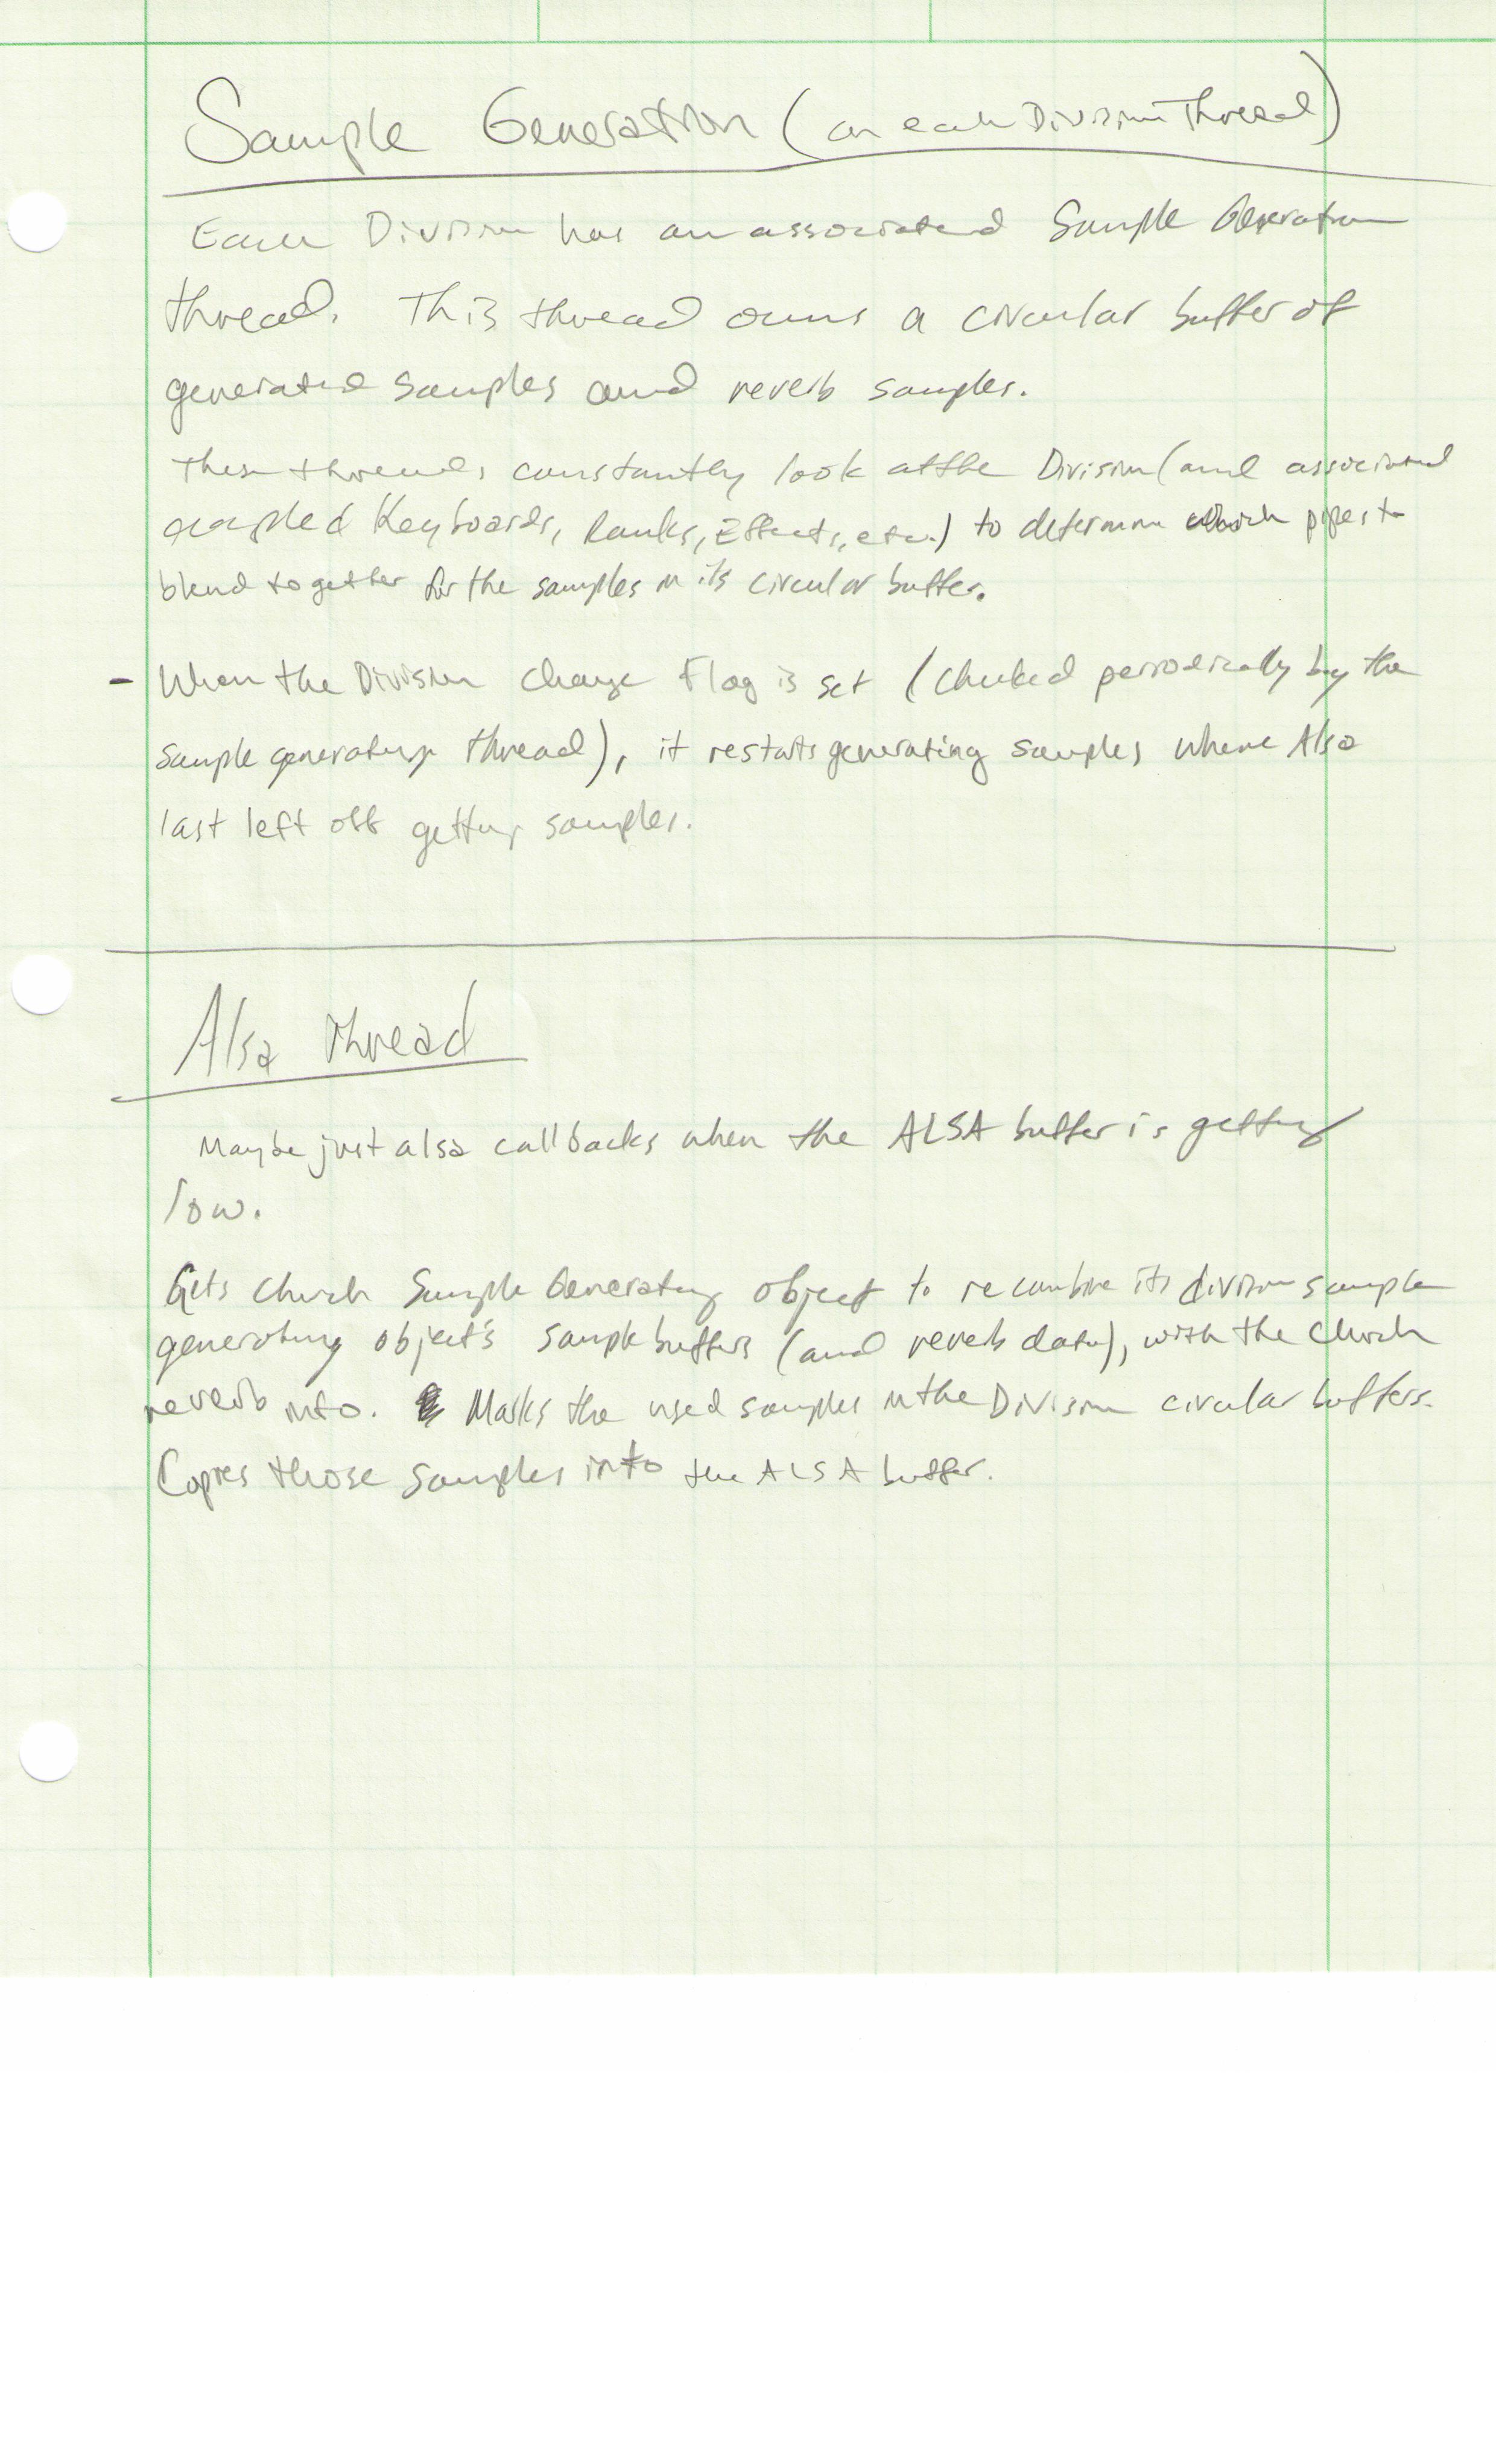 Sample Generation (on each Division Thread)
Each Division has an associated Sample Generation
thread. This thread owns a circular buffer of
generated samples and reverb samples.
These threads constantly look at the Division (and associated
coupled Keyboards, Ranks, Effects, etc.) to determine which pipes to
blend together for the samples in its circular buffer.
- When the Division Change Flag is set (checked periodically by the
sample generating thread), it restarts generating samples where Alsa
last left off getting samples.
Alsa Thread
Maybe just alsa callbacks when the ALSA buffer is getting
low.
Gets Church Sample Generating object to recombine its division sample
generating object's sample buffers (and reverb data), with the Church
reverb info. Marks the used samples in the Division circular buffers.
Copies those samples into the ALSA buffer.